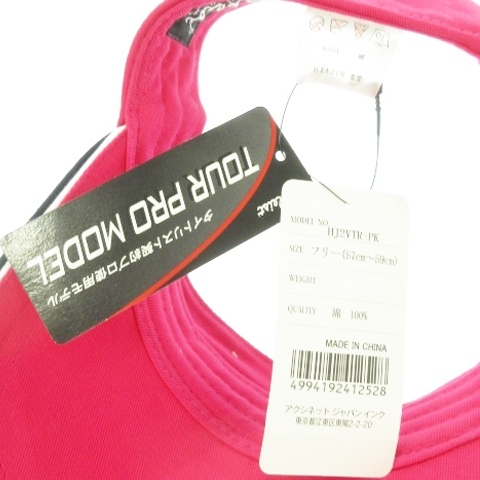 TOUR PRO MODEL
タイトリスト契約プロ使用モデル
MODEL NO HJ2VTR-PK
SIZE フリー(57cm～59cm)
WEIGHT
QUALITY 綿 100%
MADE IN CHINA
4994192412528
アクシネット ジャパン インク
東京都江東区東陽2-2-20